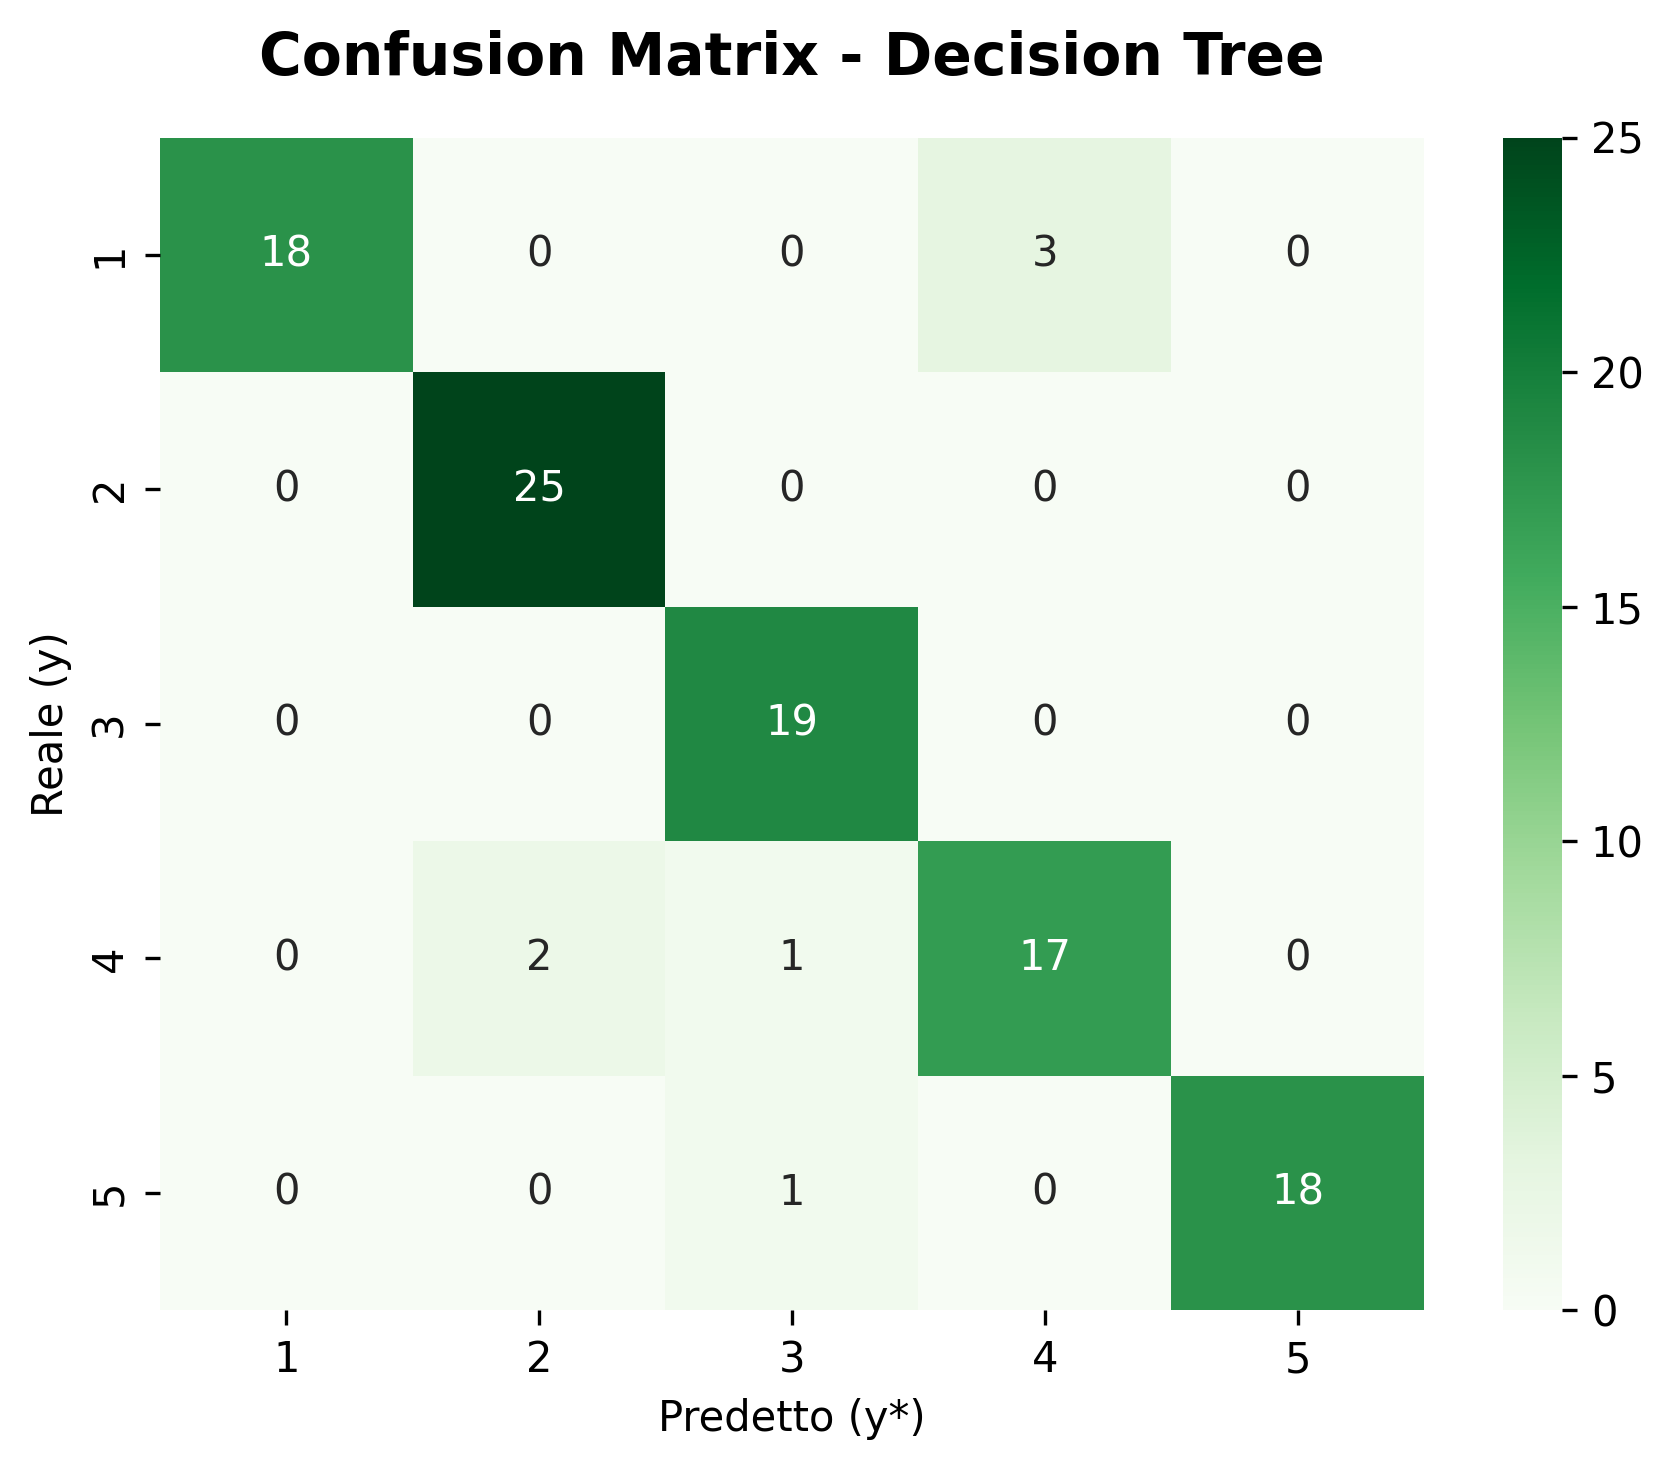 Confusion Matrix - Decision Tree
Reale (y)
1 18 0 0 3 0
2 0 25 0 0 0
3 0 0 19 0 0
4 0 2 1 17 0
5 0 0 1 0 18
1 2 3 4 5
Predetto (y*)
25
20
15
10
5
0